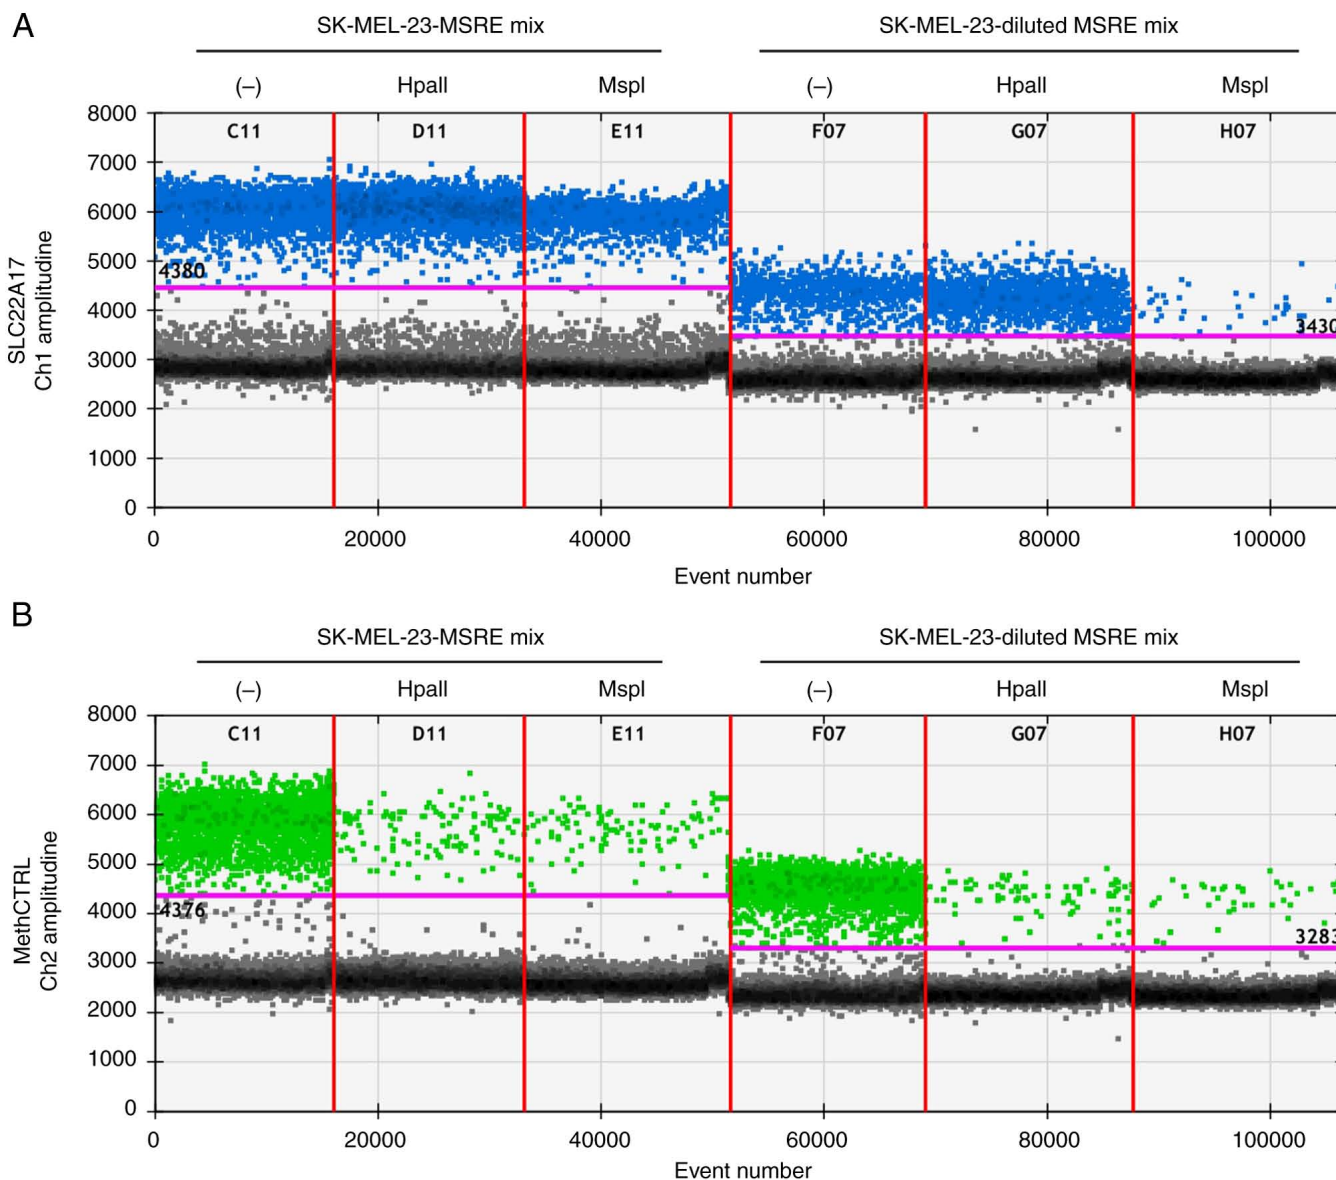 A
SK-MEL-23-MSRE mix SK-MEL-23-diluted MSRE mix
(–) HpaII MspI (–) HpaII MspI
8000 C11 D11 E11 F07 G07 H07
7000
6000
5000
4380
4000
3430
3000
2000
1000
0
SLC22A17
Ch1 amplitudine
0 20000 40000 60000 80000 100000
Event number
B
SK-MEL-23-MSRE mix SK-MEL-23-diluted MSRE mix
(–) HpaII MspI (–) HpaII MspI
8000 C11 D11 E11 F07 G07 H07
7000
6000
5000
4376
4000
3283
3000
2000
1000
0
MethCTRL
Ch2 amplitudine
0 20000 40000 60000 80000 100000
Event number